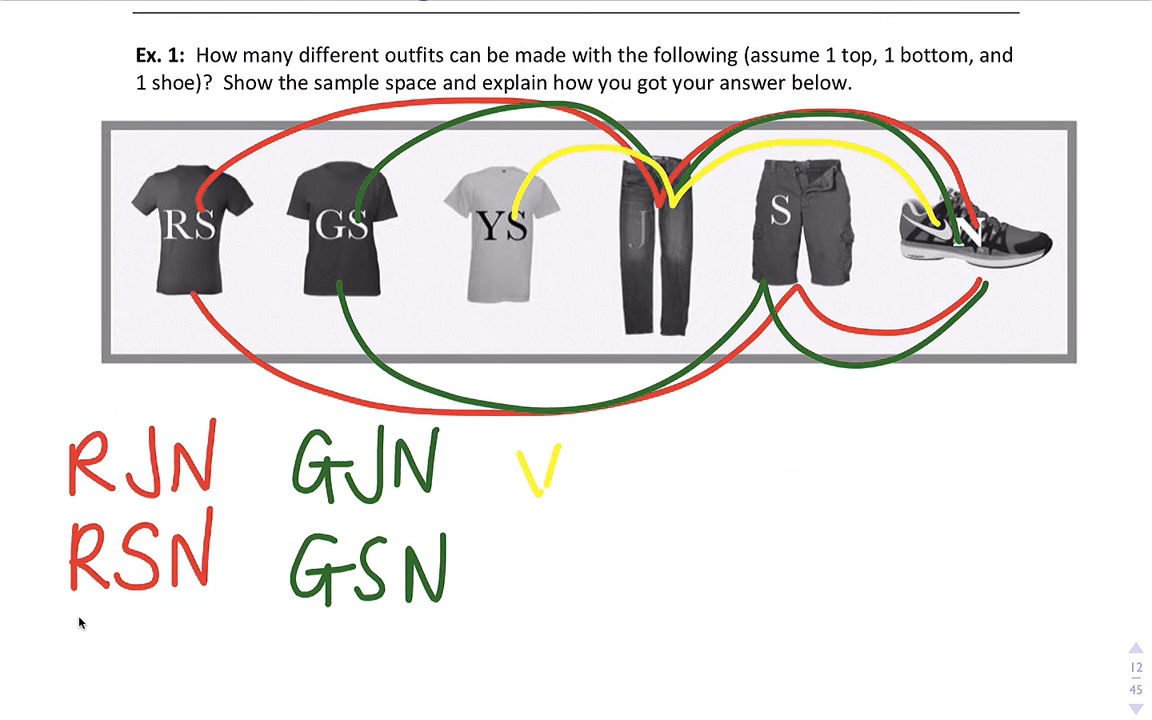 Ex. 1: How many different outfits can be made with the following (assume 1 top, 1 bottom, and
1 shoe)? Show the sample space and explain how you got your answer below.
RS GS YS J S N
RJN GJN
RSN GSN
12
45